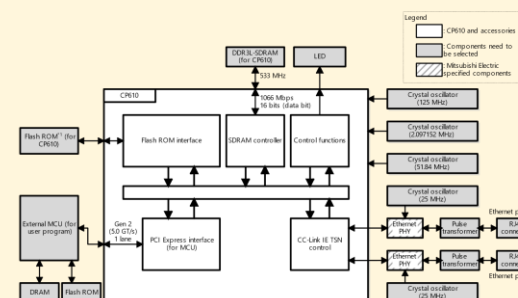 Legend
: CP610 and accessories
: Components need to
be selected
: Mitsubishi Electric
specified components
DDR3L-SDRAM
(for CP610)
LED
533 MHz
CP610
1066 Mbps
16 bits (data bit)
Crystal oscillator
(125 MHz)
Crystal oscillator
(2.097152 MHz)
Crystal oscillator
(51.84 MHz)
Crystal oscillator
(25 MHz)
Flash ROM*1 (for
CP610)
Flash ROM interface
SDRAM controller
Control functions
External MCU (for
user program)
Gen 2
(5.0 GT/s)
1 lane
PCI Express interface
(for MCU)
CC-Link IE TSN
control
Ethernet
PHY
Pulse
transformer
Ethernet
PHY
Pulse
transformer
Crystal oscillator
(25 MHz)
DRAM
Flash ROM